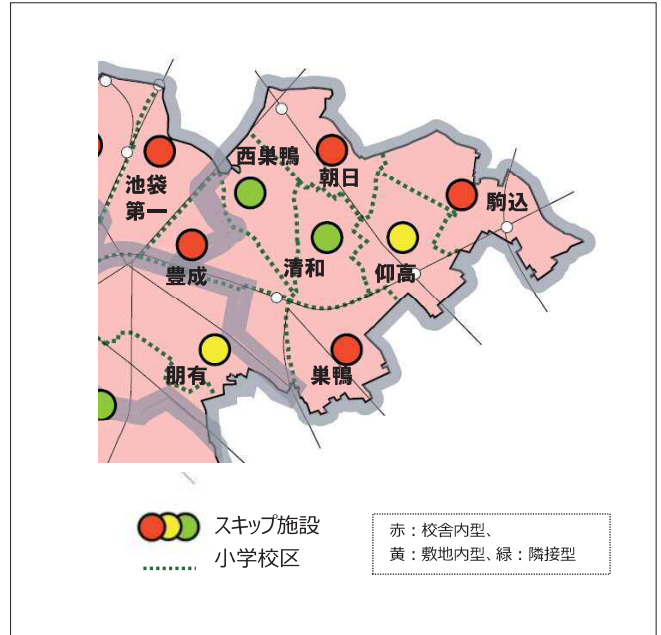 西巣鴨
朝日
池袋
第一
駒込
豊成
清和
仰高
朋有
巣鴨
スキップ施設
小学校区
赤：校舎内型、
黄：敷地内型、緑：隣接型